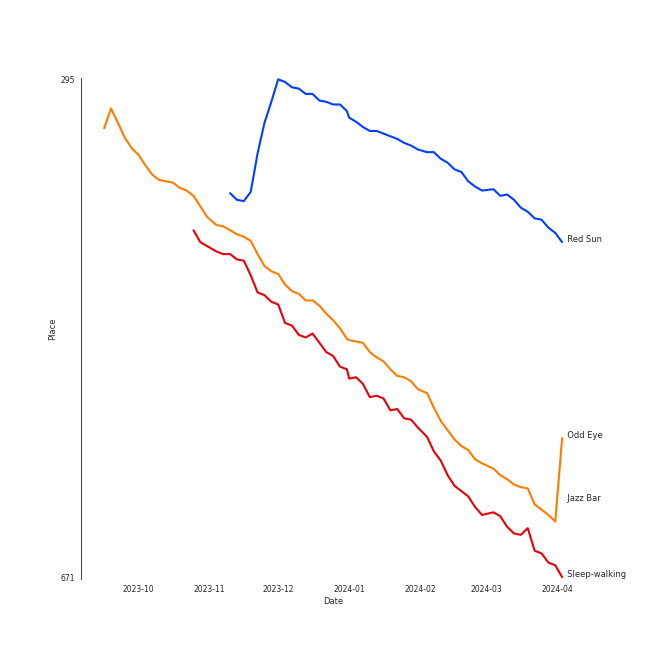 295
Red Sun
Place
Odd Eye
Jazz Bar
Sleep-walking
671
2023-10 2023-11 2023-12 2024-01 2024-02 2024-03 2024-04
Date